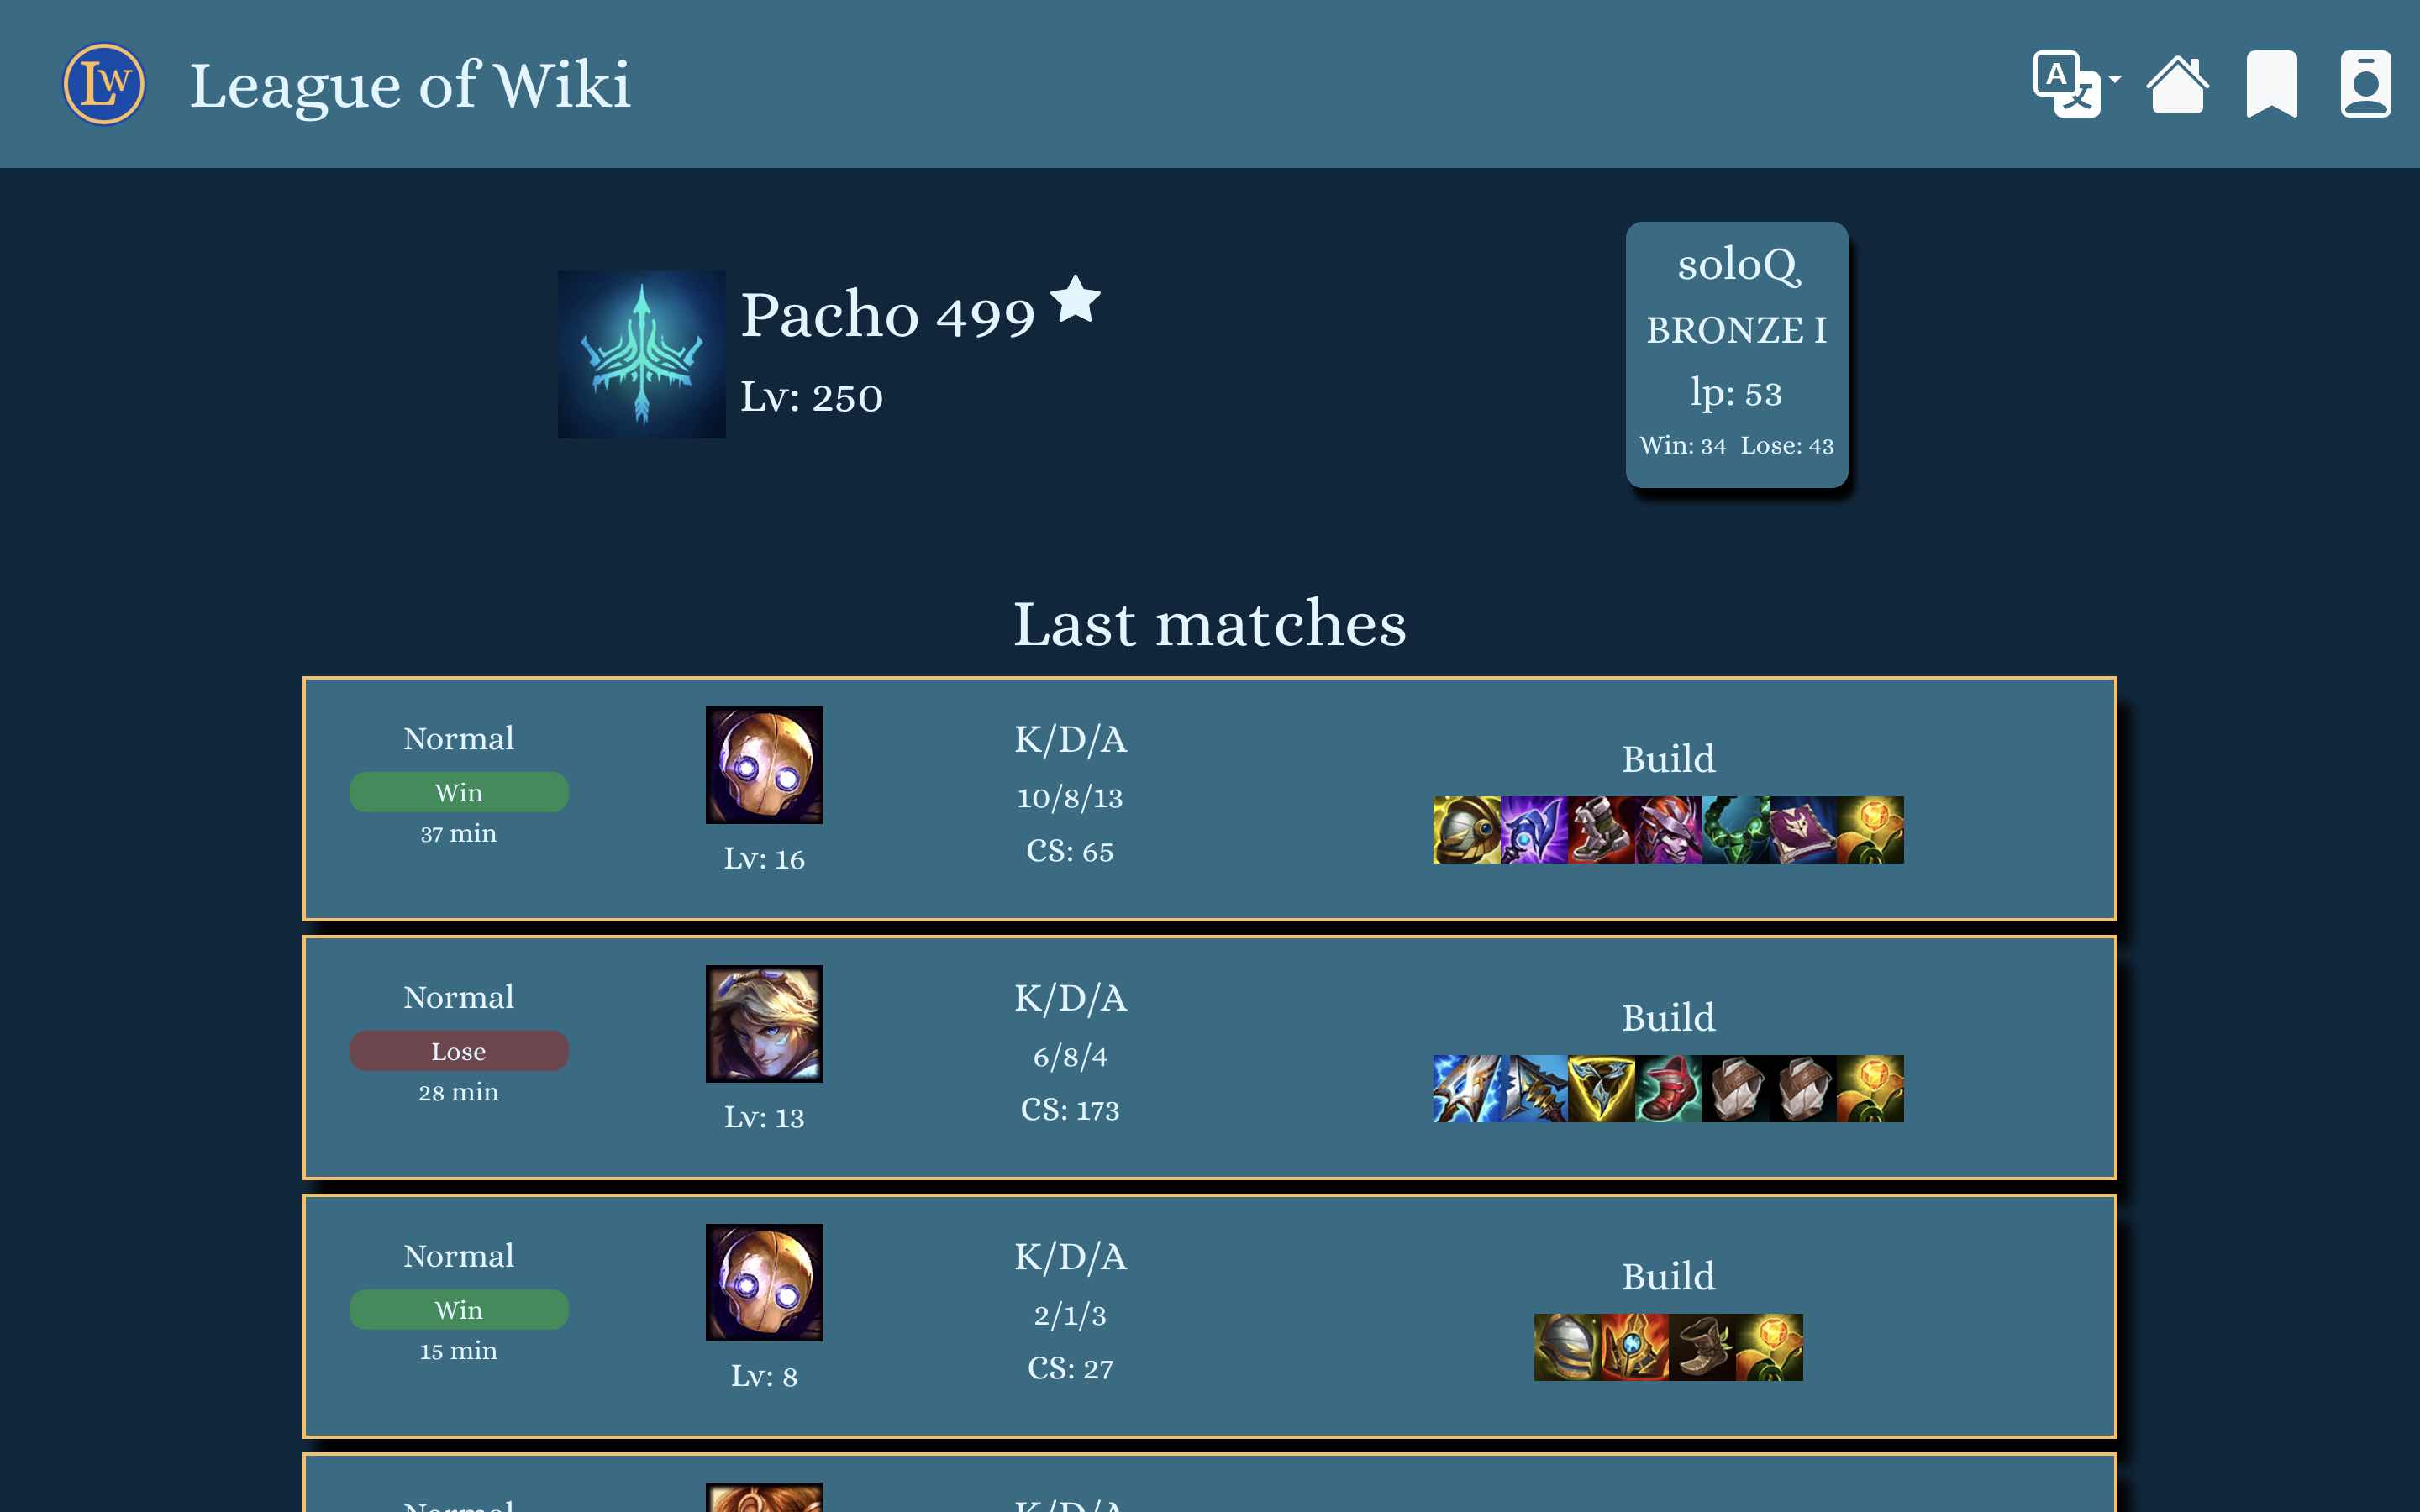 LW
League of Wiki
A 文
Pacho 499
Lv: 250
soloQ
BRONZE I
lp: 53
Win: 34 Lose: 43
Last matches
Normal
Win
37 min
Lv: 16
K/D/A
10/8/13
CS: 65
Build
Normal
Lose
28 min
Lv: 13
K/D/A
6/8/4
CS: 173
Build
Normal
Win
15 min
Lv: 8
K/D/A
2/1/3
CS: 27
Build
Normal
K/D/A